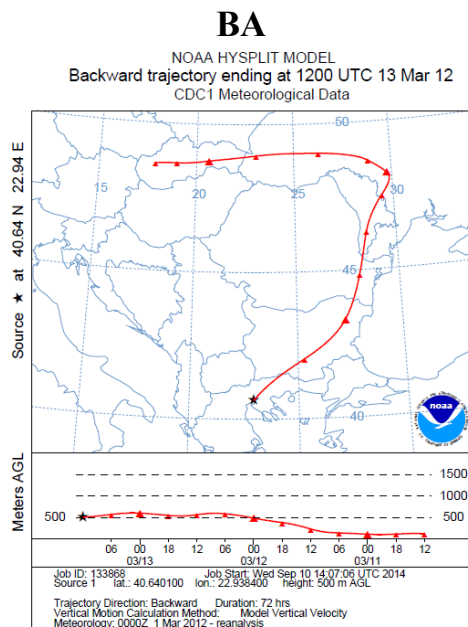 BA
NOAA HYSPLIT MODEL
Backward trajectory ending at 1200 UTC 13 Mar 12
CDC1 Meteorological Data
Source ★ at 40.64 N 22.94 E
50
15
20
25
30
45
40
noaa
Meters AGL
500
1500
1000
500
06 00 18 12 06 00 18 12 06 00 18 12
03/13 03/12 03/11
Job ID: 133868 Job Start: Wed Sep 10 14:07:06 UTC 2014
Source 1 lat.: 40.640100 lon.: 22.938400 height: 500 m AGL
Trajectory Direction: Backward Duration: 72 hrs
Vertical Motion Calculation Method: Model Vertical Velocity
Meteorology: 0000Z 1 Mar 2012 - reanalysis